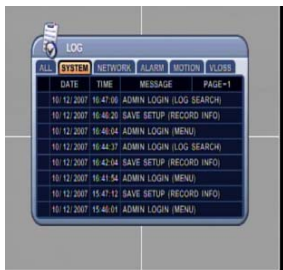 LOG
ALL SYSTEM NETWORK ALARM MOTION VLOSS
DATE TIME MESSAGE PAGE=1
10/12/2007 16:47:06 ADMIN LOGIN (LOG SEARCH)
10/12/2007 16:46:20 SAVE SETUP (RECORD INFO)
10/12/2007 16:46:04 ADMIN LOGIN (MENU)
10/12/2007 16:44:37 ADMIN LOGIN (LOG SEARCH)
10/12/2007 16:42:04 SAVE SETUP (RECORD INFO)
10/12/2007 16:41:54 ADMIN LOGIN (MENU)
10/12/2007 15:47:12 SAVE SETUP (RECORD INFO)
10/12/2007 15:46:01 ADMIN LOGIN (MENU)